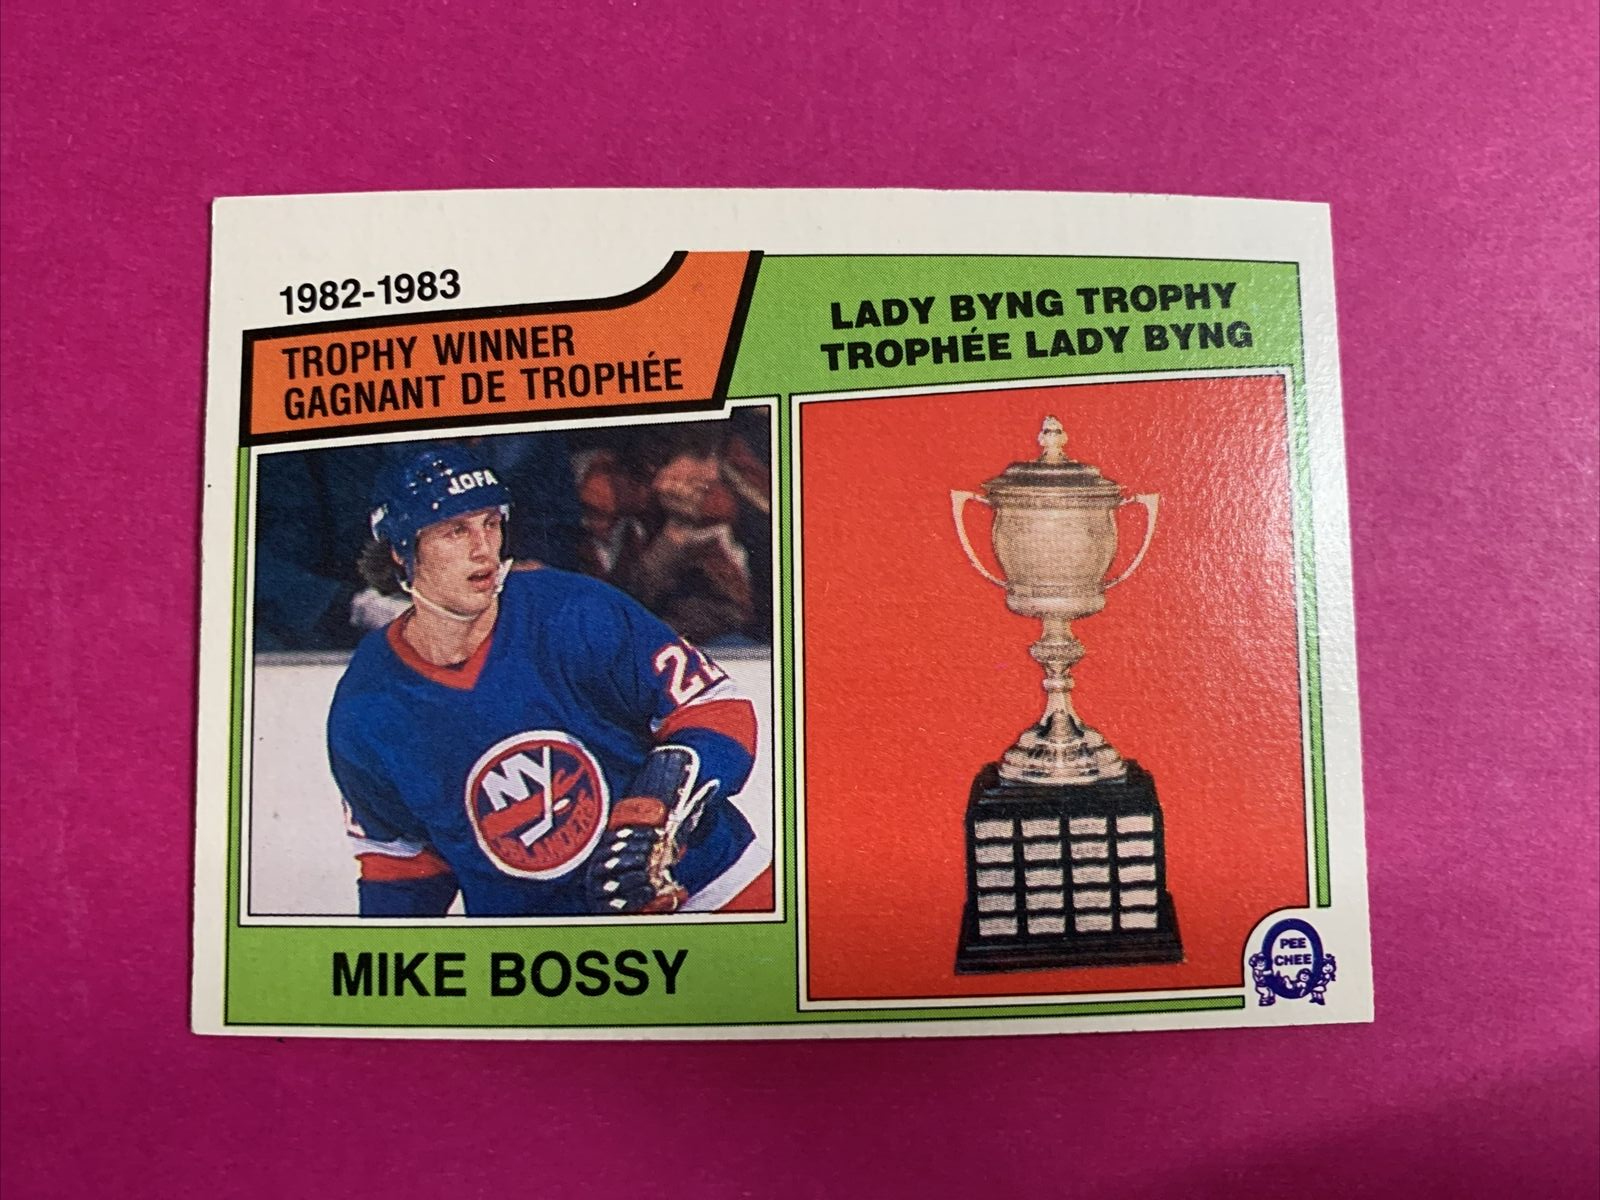 1982-1983
TROPHY WINNER
GAGNANT DE TROPHÉE
LADY BYNG TROPHY
TROPHÉE LADY BYNG
JOFA
22
NY
ISLANDERS
MIKE BOSSY
O
PEE
CHEE